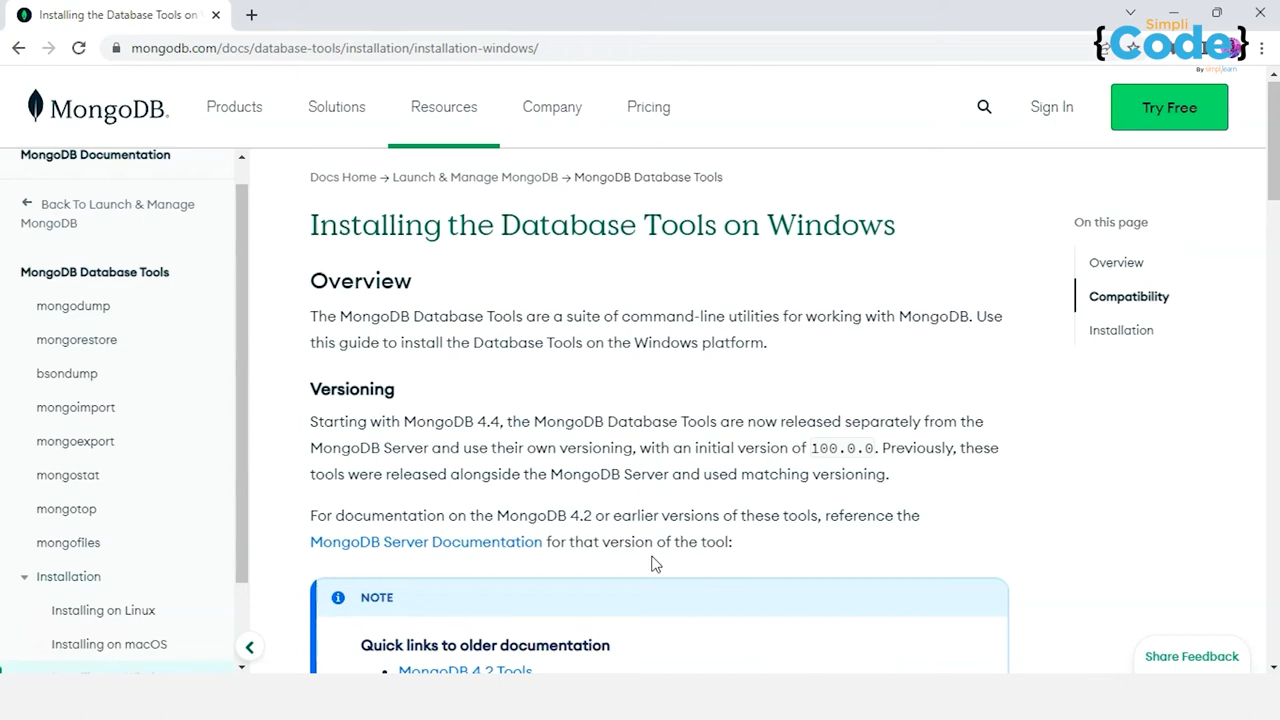 Installing the Database Tools on
mongodb.com/docs/database-tools/installation/installation-windows/
Simpli
{Code}
By simplilearn
MongoDB.
Products
Solutions
Resources
Company
Pricing
Sign In
Try Free
MongoDB Documentation
Back To Launch & Manage
MongoDB
MongoDB Database Tools
mongodump
mongorestore
bsondump
mongoimport
mongoexport
mongostat
mongotop
mongofiles
Installation
Installing on Linux
Installing on macOS
Docs Home → Launch & Manage MongoDB → MongoDB Database Tools
Installing the Database Tools on Windows
Overview
The MongoDB Database Tools are a suite of command-line utilities for working with MongoDB. Use
this guide to install the Database Tools on the Windows platform.
Versioning
Starting with MongoDB 4.4, the MongoDB Database Tools are now released separately from the
MongoDB Server and use their own versioning, with an initial version of 100.0.0. Previously, these
tools were released alongside the MongoDB Server and used matching versioning.
For documentation on the MongoDB 4.2 or earlier versions of these tools, reference the
MongoDB Server Documentation for that version of the tool:
NOTE
Quick links to older documentation
MongoDB 4.2 Tools
On this page
Overview
Compatibility
Installation
Share Feedback